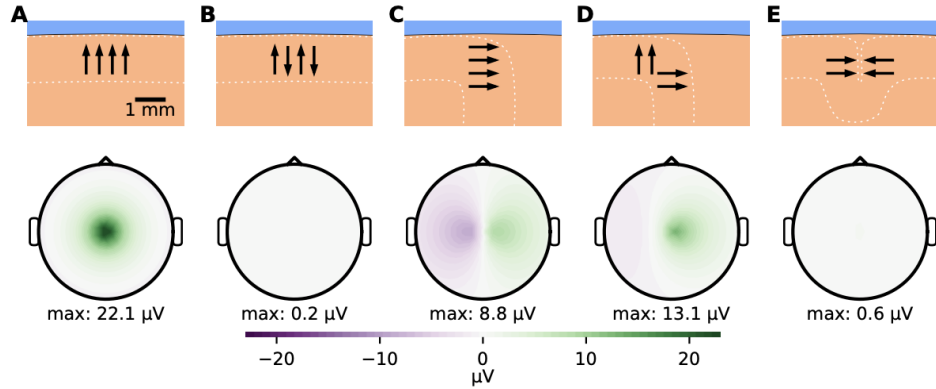 A B C D E
1 mm
max: 22.1 μV max: 0.2 μV max: 8.8 μV max: 13.1 μV max: 0.6 μV
−20 −10 0 10 20
μV